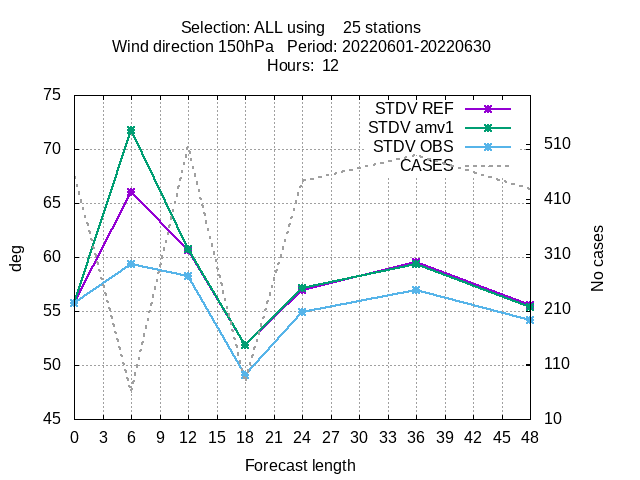 Selection: ALL using    25 stations
Wind direction 150hPa   Period: 20220601-20220630
Hours:  12
STDV REF
STDV amv1
STDV OBS
CASES
75
70
65
60
55
50
45
deg
510
410
310
210
110
10
No cases
0 3 6 9 12 15 18 21 24 27 30 33 36 39 42 45 48
Forecast length